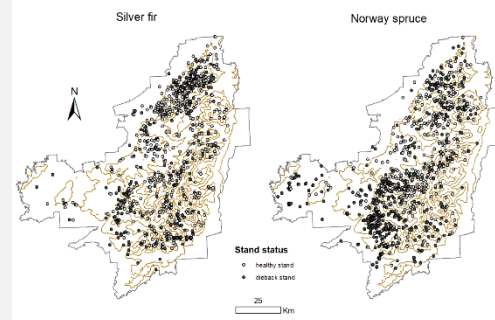 Silver fir
Norway spruce
N
Stand status
healthy stand
dieback stand
25
Km